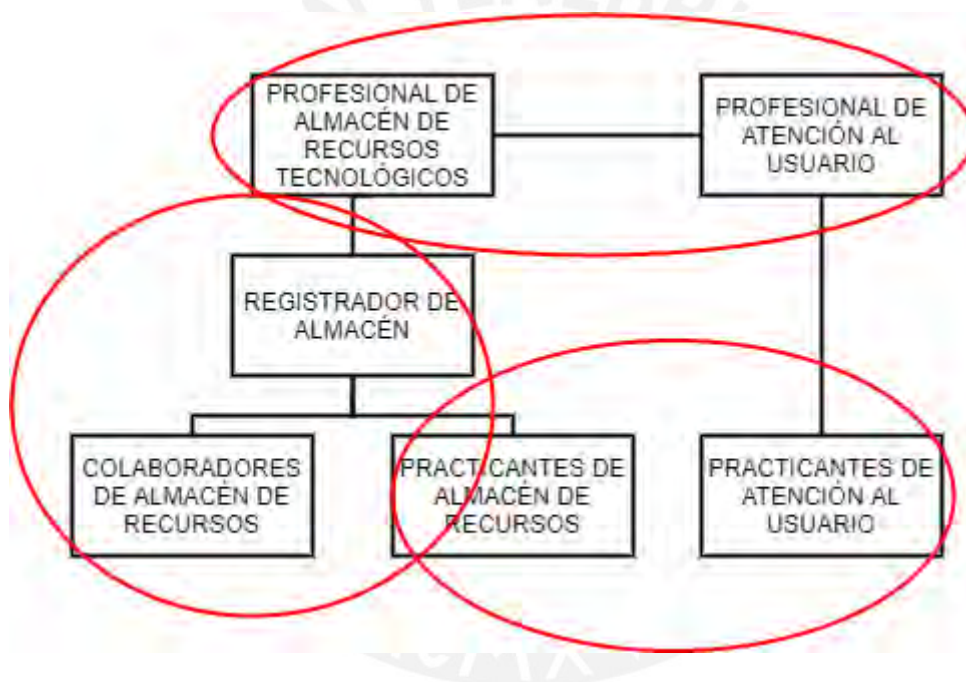 PROFESIONAL DE
ALMACÉN DE
RECURSOS
TECNOLÓGICOS
PROFESIONAL DE
ATENCIÓN AL
USUARIO
REGISTRADOR DE
ALMACÉN
COLABORADORES
DE ALMACÉN DE
RECURSOS
PRACTICANTES DE
ALMACÉN DE
RECURSOS
PRACTICANTES DE
ATENCIÓN AL
USUARIO